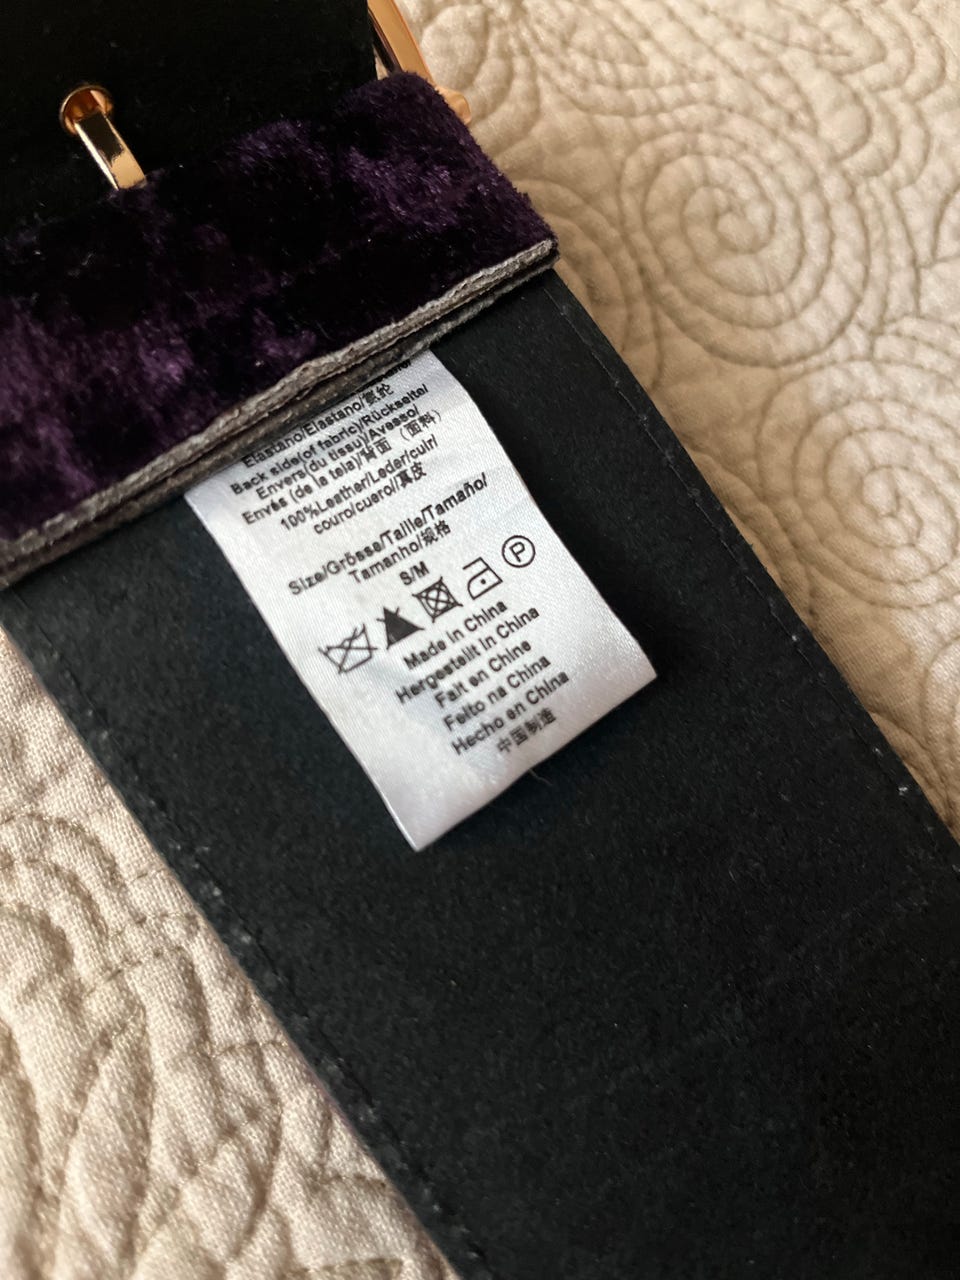 Elastano/Elastano/氨纶
Back side(of fabric)/Rückseite/
Envers(du tissu)/Avesso/
Envés (de la tela)/背面 （面料）
100%Leather/Leder/cuir/
couro/cuero//真皮
Size/Grösse/Taille/Tamaño/
Tamanho/规格
S/M
P
Made in China
Hergestellt in China
Fait en Chine
Feito na China
Hecho en China
中国制造